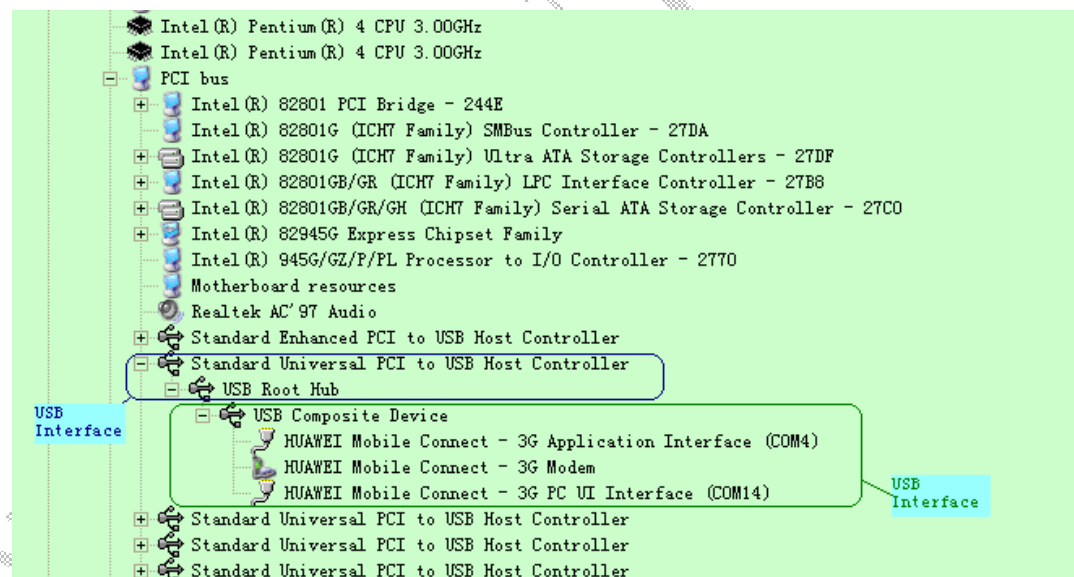 Intel(R) Pentium(R) 4 CPU 3.00GHz
Intel(R) Pentium(R) 4 CPU 3.00GHz
PCI bus
Intel(R) 82801 PCI Bridge - 244E
Intel(R) 82801G (ICH7 Family) SMBus Controller - 27DA
Intel(R) 82801G (ICH7 Family) Ultra ATA Storage Controllers - 27DF
Intel(R) 82801GB/GR (ICH7 Family) LPC Interface Controller - 27B8
Intel(R) 82801GB/GR/GH (ICH7 Family) Serial ATA Storage Controller - 27C0
Intel(R) 82945G Express Chipset Family
Intel(R) 945G/GZ/P/PL Processor to I/O Controller - 2770
Motherboard resources
Realtek AC'97 Audio
Standard Enhanced PCI to USB Host Controller
Standard Universal PCI to USB Host Controller
USB Root Hub
USB Interface
USB Composite Device
HUAWEI Mobile Connect - 3G Application Interface (COM4)
HUAWEI Mobile Connect - 3G Modem
HUAWEI Mobile Connect - 3G PC UI Interface (COM14)
USB
Interface
Standard Universal PCI to USB Host Controller
Standard Universal PCI to USB Host Controller
Standard Universal PCI to USB Host Controller